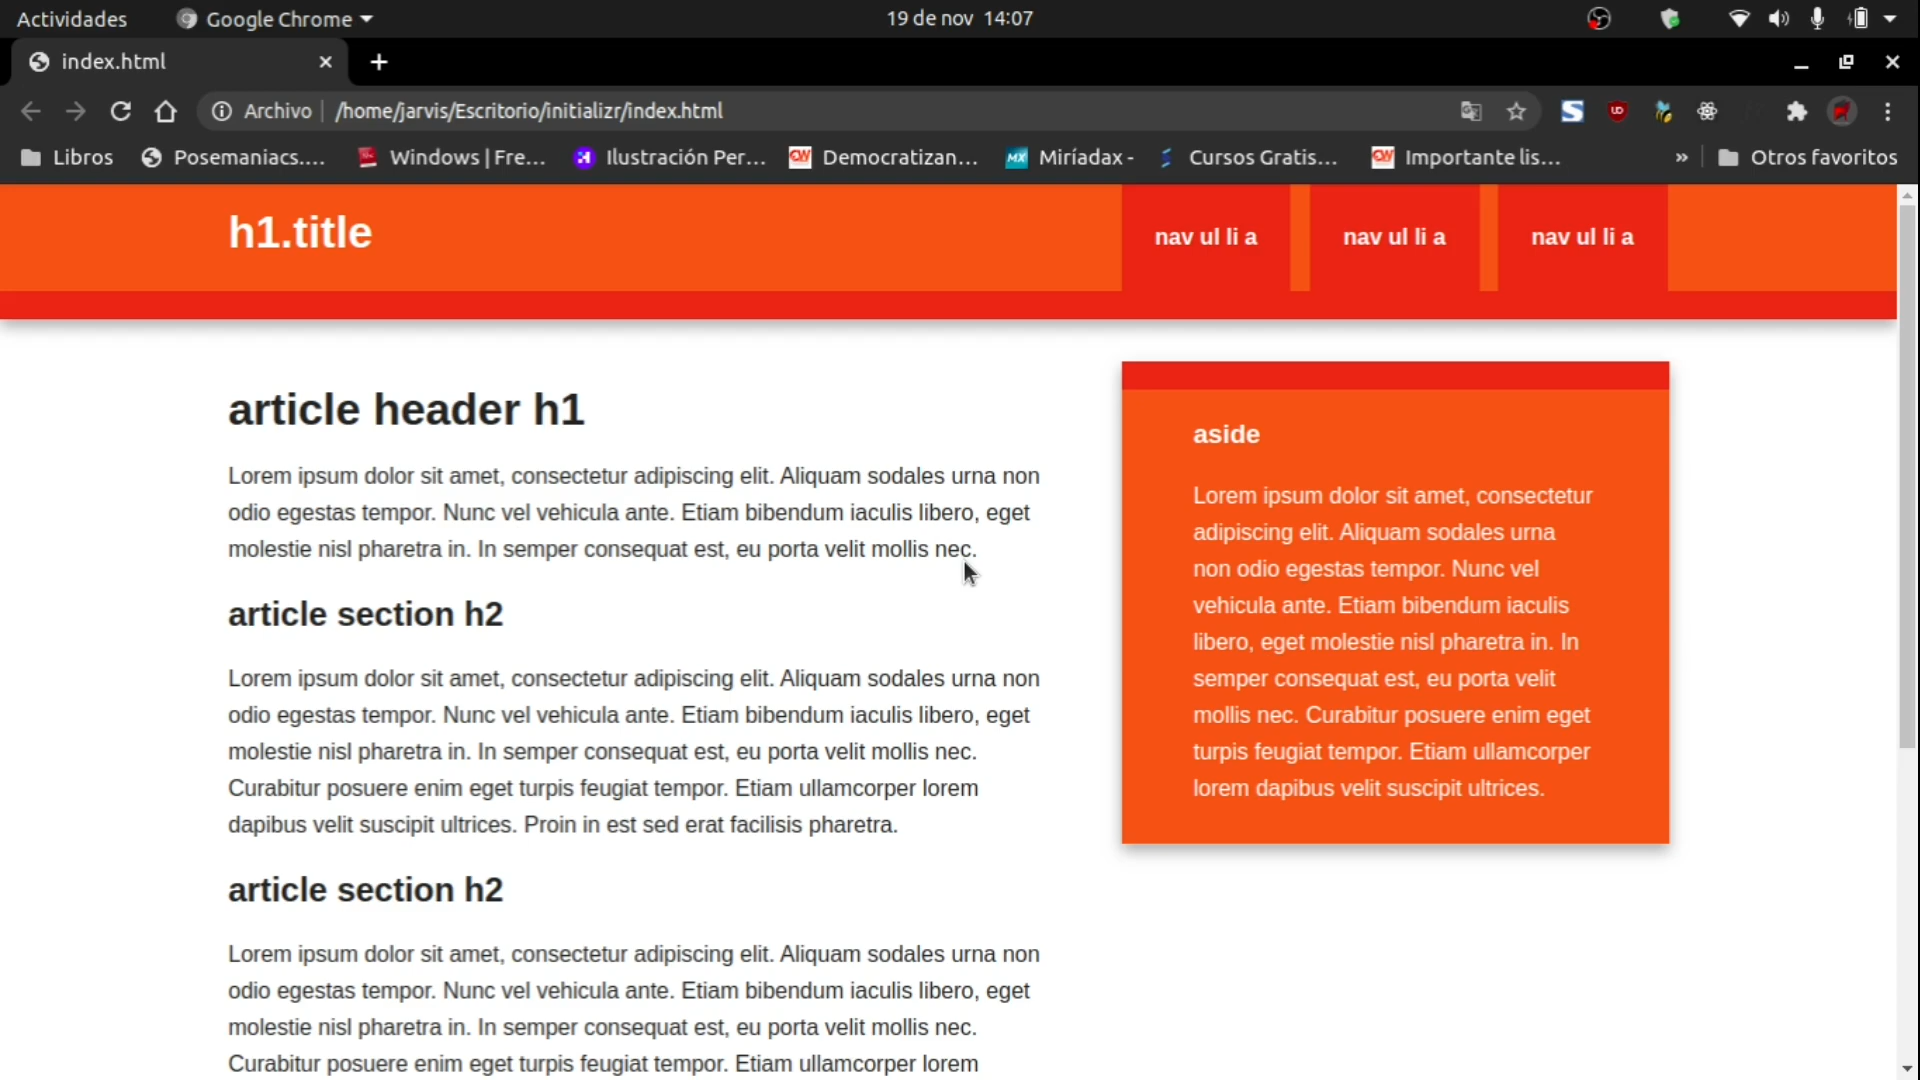 Actividades
Google Chrome
19 de nov 14:07
index.html
Archivo
/home/jarvis/Escritorio/initializr/index.html
Libros
Posemaniacs....
Windows | Fre...
Ilustración Per...
Democratizan...
Miríadax -
Cursos Gratis...
Importante lis...
»
Otros favoritos
h1.title
nav ul li a
nav ul li a
nav ul li a
article header h1
Lorem ipsum dolor sit amet, consectetur adipiscing elit. Aliquam sodales urna non
odio egestas tempor. Nunc vel vehicula ante. Etiam bibendum iaculis libero, eget
molestie nisl pharetra in. In semper consequat est, eu porta velit mollis nec.
article section h2
Lorem ipsum dolor sit amet, consectetur adipiscing elit. Aliquam sodales urna non
odio egestas tempor. Nunc vel vehicula ante. Etiam bibendum iaculis libero, eget
molestie nisl pharetra in. In semper consequat est, eu porta velit mollis nec.
Curabitur posuere enim eget turpis feugiat tempor. Etiam ullamcorper lorem
dapibus velit suscipit ultrices. Proin in est sed erat facilisis pharetra.
article section h2
Lorem ipsum dolor sit amet, consectetur adipiscing elit. Aliquam sodales urna non
odio egestas tempor. Nunc vel vehicula ante. Etiam bibendum iaculis libero, eget
molestie nisl pharetra in. In semper consequat est, eu porta velit mollis nec.
Curabitur posuere enim eget turpis feugiat tempor. Etiam ullamcorper lorem
aside
Lorem ipsum dolor sit amet, consectetur
adipiscing elit. Aliquam sodales urna
non odio egestas tempor. Nunc vel
vehicula ante. Etiam bibendum iaculis
libero, eget molestie nisl pharetra in. In
semper consequat est, eu porta velit
mollis nec. Curabitur posuere enim eget
turpis feugiat tempor. Etiam ullamcorper
lorem dapibus velit suscipit ultrices.